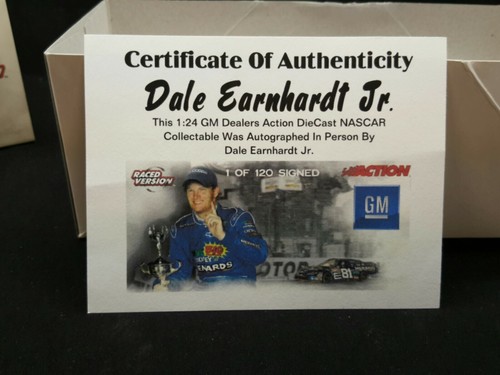 Certificate Of Authenticity
Dale Earnhardt Jr.
This 1:24 GM Dealers Action DieCast NASCAR
Collectable Was Autographed In Person By
Dale Earnhardt Jr.
RACED VERSION
1 OF 120 SIGNED
ACTION
GM
81